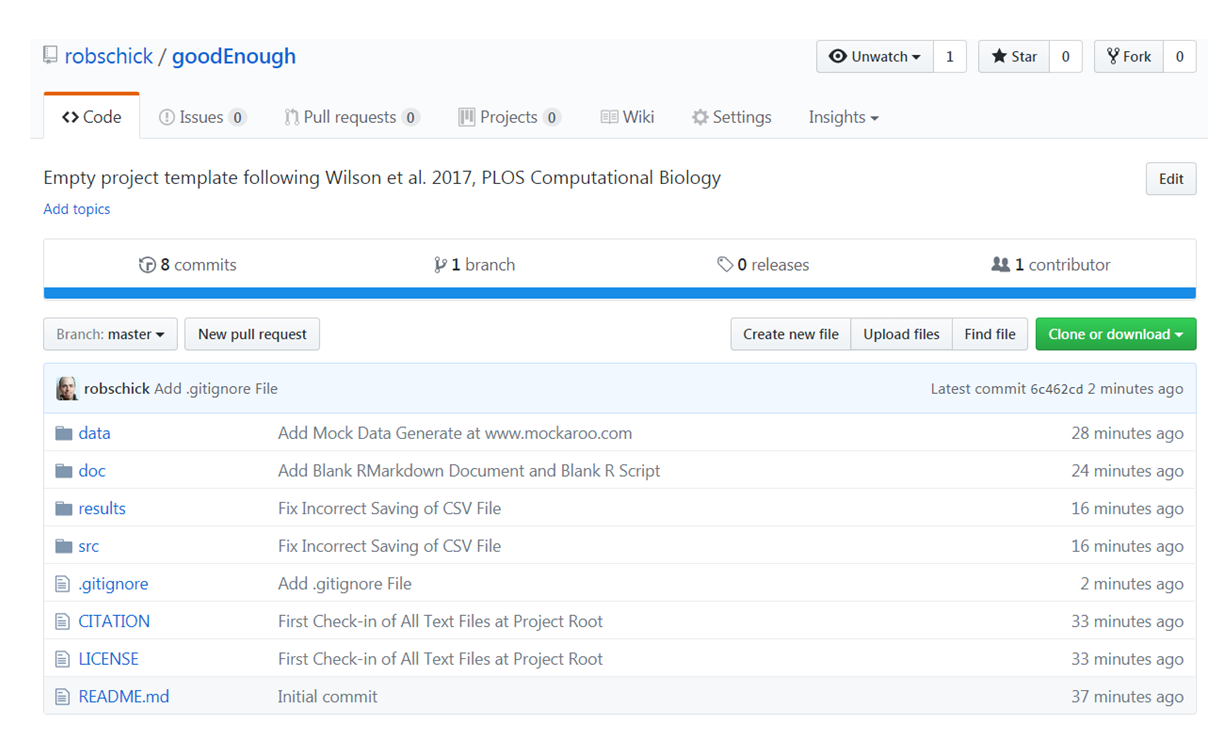 robschick / goodEnough
Unwatch 1 Star 0 Fork 0
Code Issues 0 Pull requests 0 Projects 0 Wiki Settings Insights
Empty project template following Wilson et al. 2017, PLOS Computational Biology
Edit
Add topics
8 commits 1 branch 0 releases 1 contributor
Branch: master New pull request Create new file Upload files Find file Clone or download
robschick Add .gitignore File Latest commit 6c462cd 2 minutes ago
data Add Mock Data Generate at www.mockaroo.com 28 minutes ago
doc Add Blank RMarkdown Document and Blank R Script 24 minutes ago
results Fix Incorrect Saving of CSV File 16 minutes ago
src Fix Incorrect Saving of CSV File 16 minutes ago
.gitignore Add .gitignore File 2 minutes ago
CITATION First Check-in of All Text Files at Project Root 33 minutes ago
LICENSE First Check-in of All Text Files at Project Root 33 minutes ago
README.md Initial commit 37 minutes ago